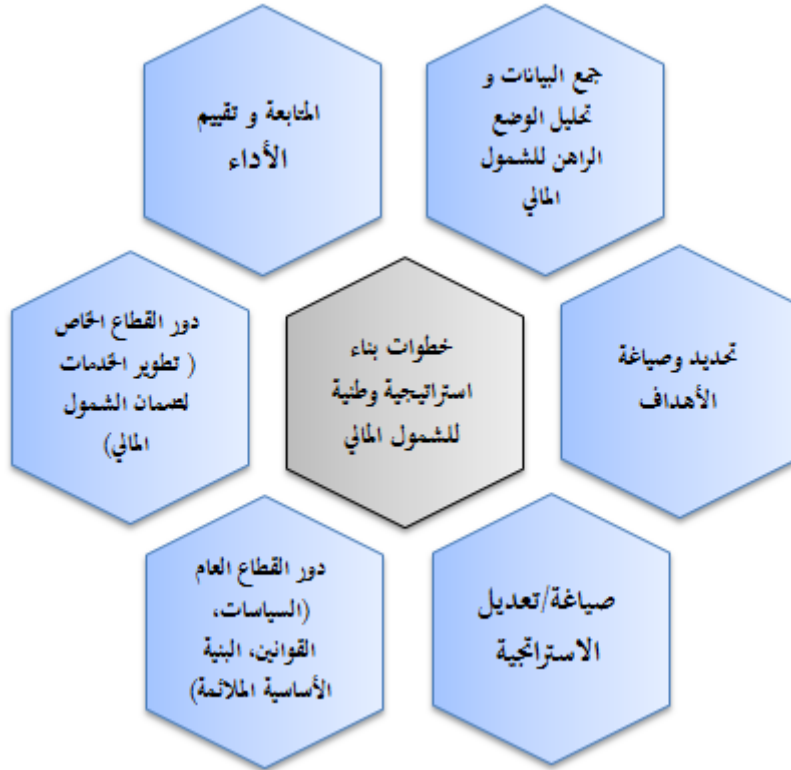 جمع البيانات و
تحليل الوضع
الراهن للشمول
المالي
المتابعة و تقييم
الأداء
تحديد وصياغة
الأهداف
خطوات بناء
استراتيجية وطنية
للشمول المالي
دور القطاع الخاص
( تطوير الخدمات
لضمان الشمول
المالي)
صياغة/تعديل
الاستراتجية
دور القطاع العام
(السياسات،
القوانين، البنية
الأساسية الملائمة)